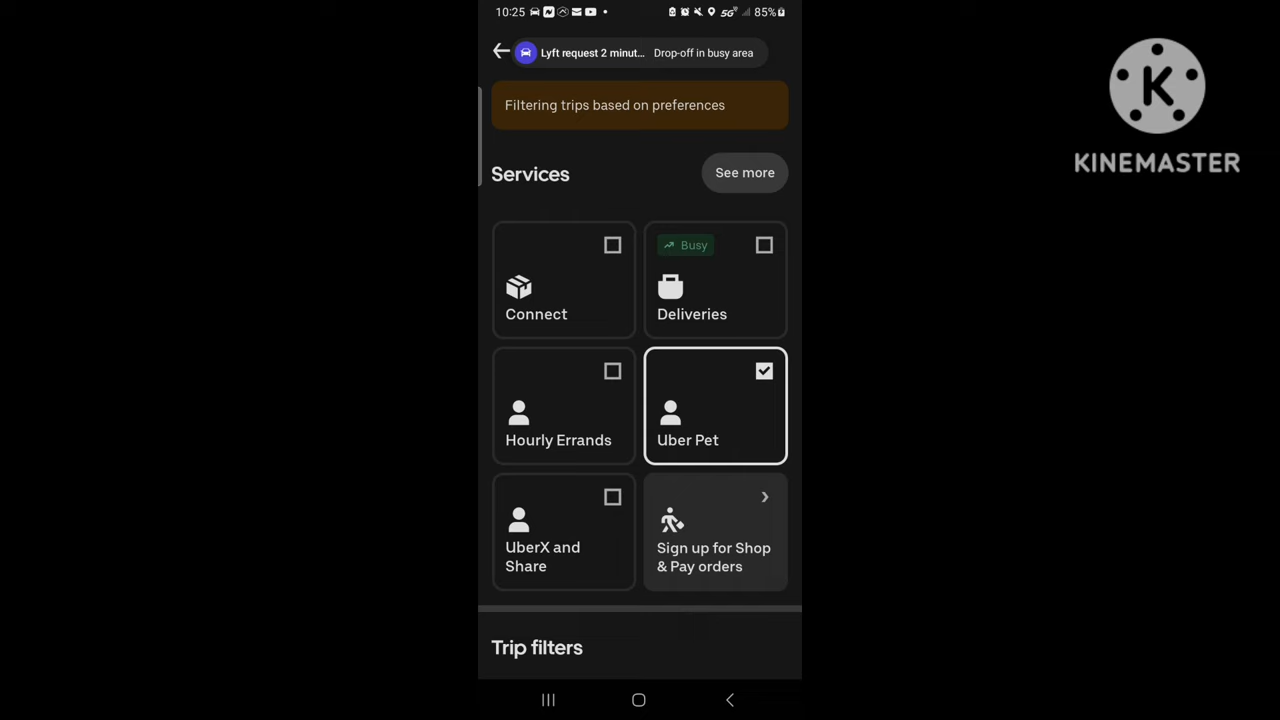 10:25
5G
85%
Lyft request 2 minut... Drop-off in busy area
Filtering trips based on preferences
Services
See more
Connect
Busy
Deliveries
Hourly Errands
Uber Pet
UberX and
Share
Sign up for Shop
& Pay orders
Trip filters
K
KINEMASTER